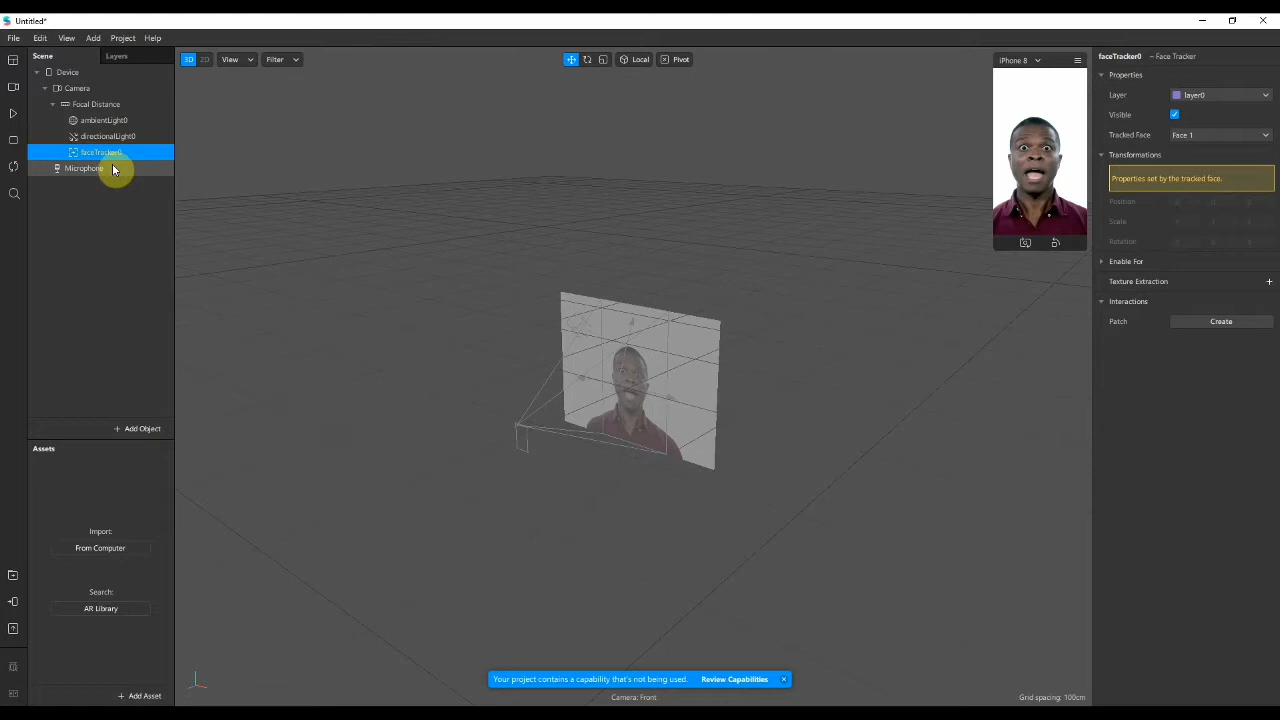 Untitled*
File Edit View Add Project Help
Scene Layers
Device
Camera
Focal Distance
ambientLight0
directionalLight0
faceTracker0
Microphone
+ Add Object
Assets
Import:
From Computer
Search:
AR Library
+ Add Asset
3D 2D View Filter Local Pivot
iPhone 8
Your project contains a capability that's not being used. Review Capabilities
Camera: Front
Grid spacing: 100cm
faceTracker0 – Face Tracker
Properties
Layer layer0
Visible
Tracked Face Face 1
Transformations
Properties set by the tracked face.
Position
Scale
Rotation
Enable For
Texture Extraction +
Interactions
Patch Create